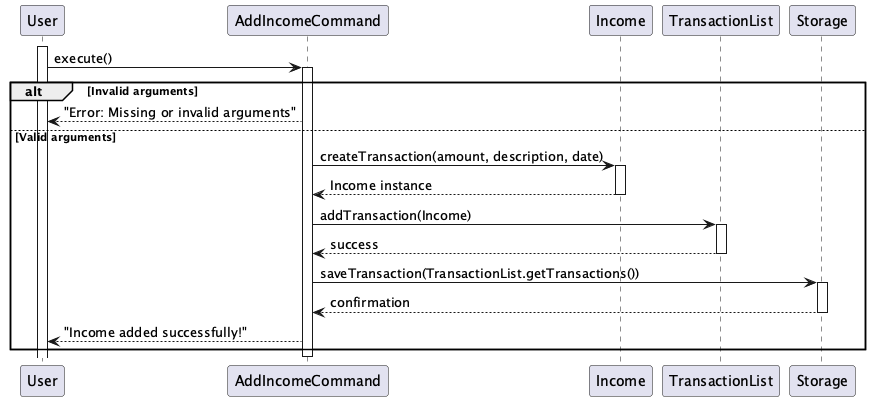 User AddIncomeCommand Income TransactionList Storage
execute()
alt [Invalid arguments]
"Error: Missing or invalid arguments"
[Valid arguments]
createTransaction(amount, description, date)
Income instance
addTransaction(Income)
success
saveTransaction(TransactionList.getTransactions())
confirmation
"Income added successfully!"
User AddIncomeCommand Income TransactionList Storage